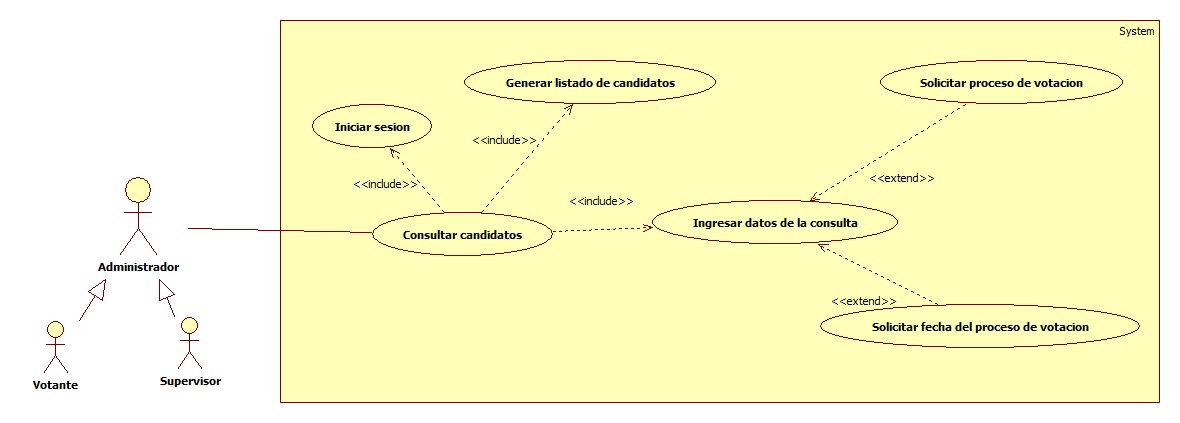 System
Generar listado de candidatos
Solicitar proceso de votacion
Iniciar sesion
<<include>>
<<extend>>
<<include>>
<<include>>
Ingresar datos de la consulta
Consultar candidatos
Administrador
<<extend>>
Solicitar fecha del proceso de votacion
Votante
Supervisor